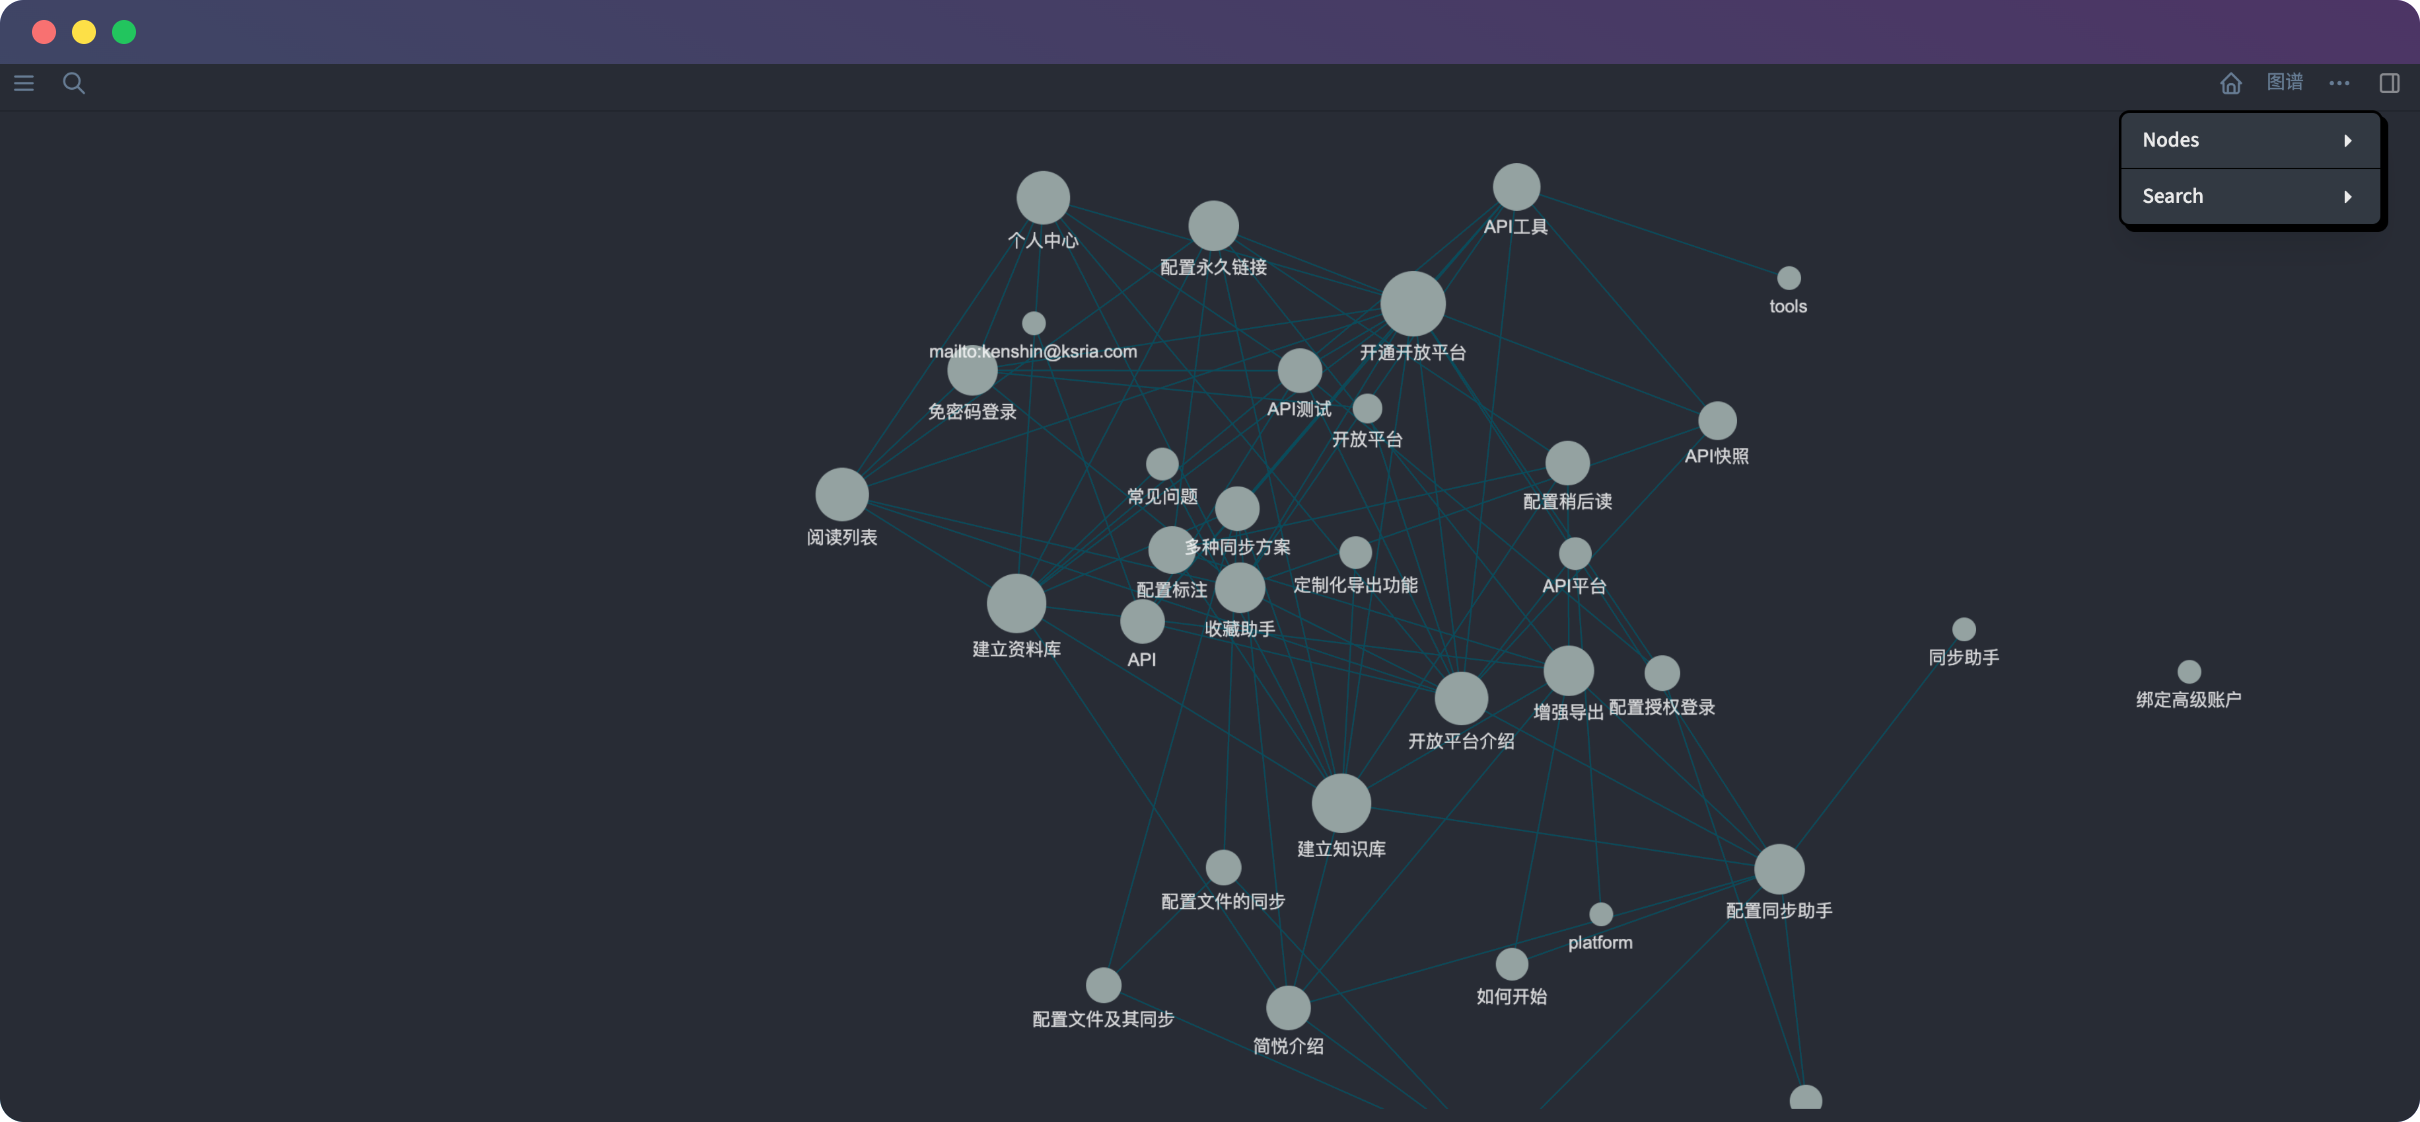 图谱
Nodes
Search
个人中心
配置永久链接
API工具
tools
mailto:kenshin@ksria.com
开通开放平台
免密码登录
API测试
开放平台
API快照
常见问题
配置稍后读
阅读列表
多种同步方案
配置标注
定制化导出功能
API平台
收藏助手
建立资料库
API
同步助手
绑定高级账户
增强导出
配置授权登录
开放平台介绍
建立知识库
配置文件的同步
配置同步助手
platform
如何开始
配置文件及其同步
简悦介绍